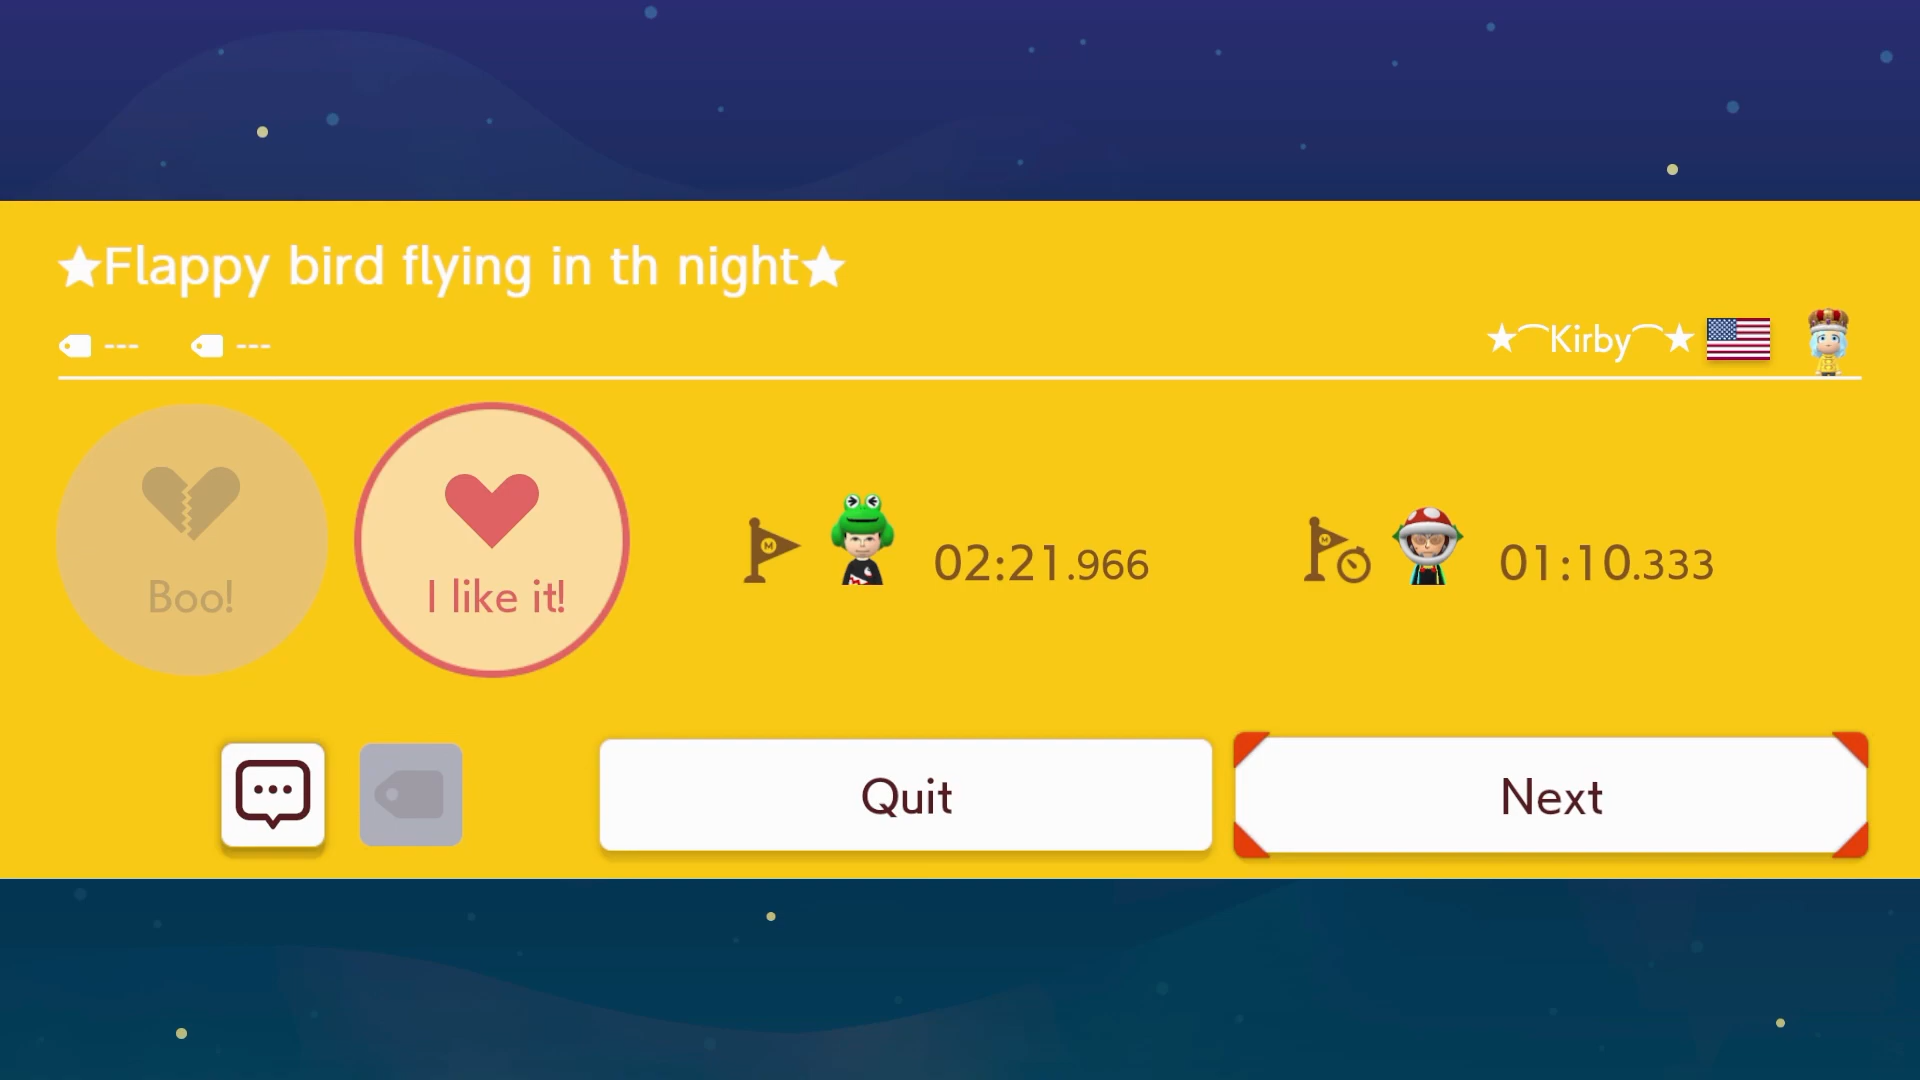 ★Flappy bird flying in th night★
--- ---
★⌒Kirby⌒★
Boo!
I like it!
M
02:21.966
M
01:10.333
Quit
Next